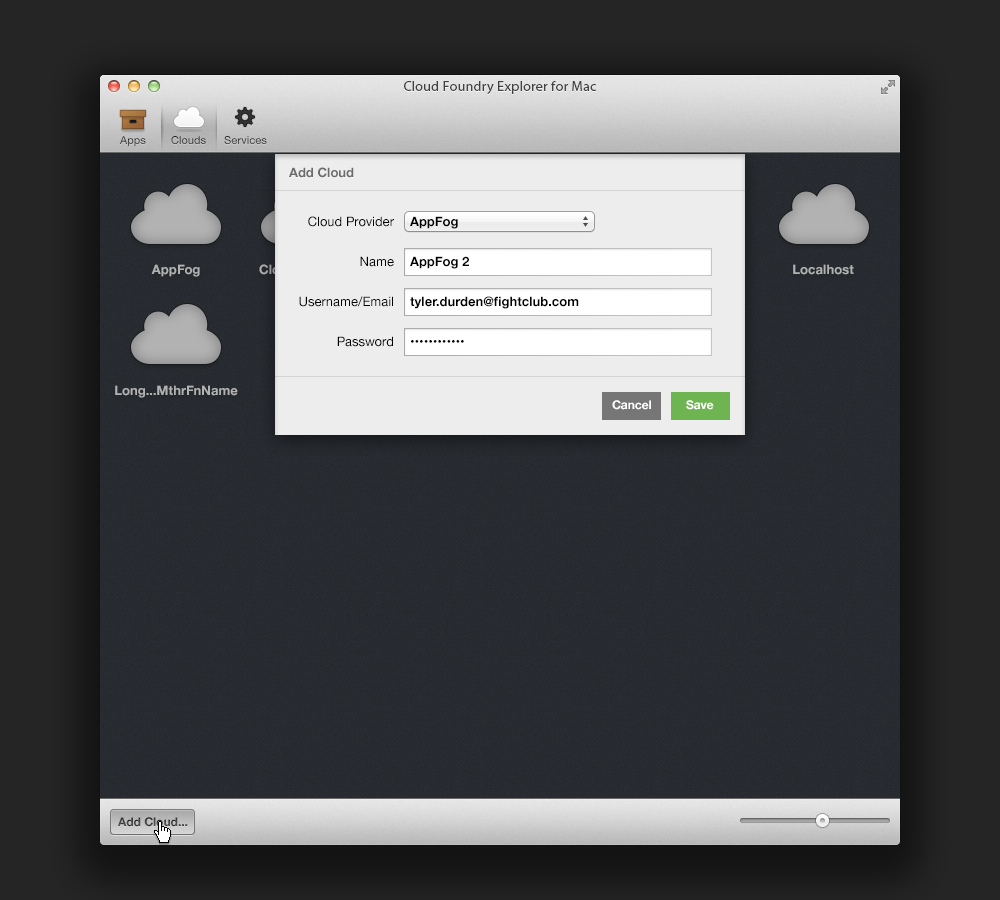 Cloud Foundry Explorer for Mac
Apps Clouds Services
Add Cloud
Cloud Provider AppFog
Name AppFog 2
Username/Email tyler.durden@fightclub.com
Password ••••••••••••
Cancel Save
AppFog Localhost
Long...MthrFnName
Add Cloud...